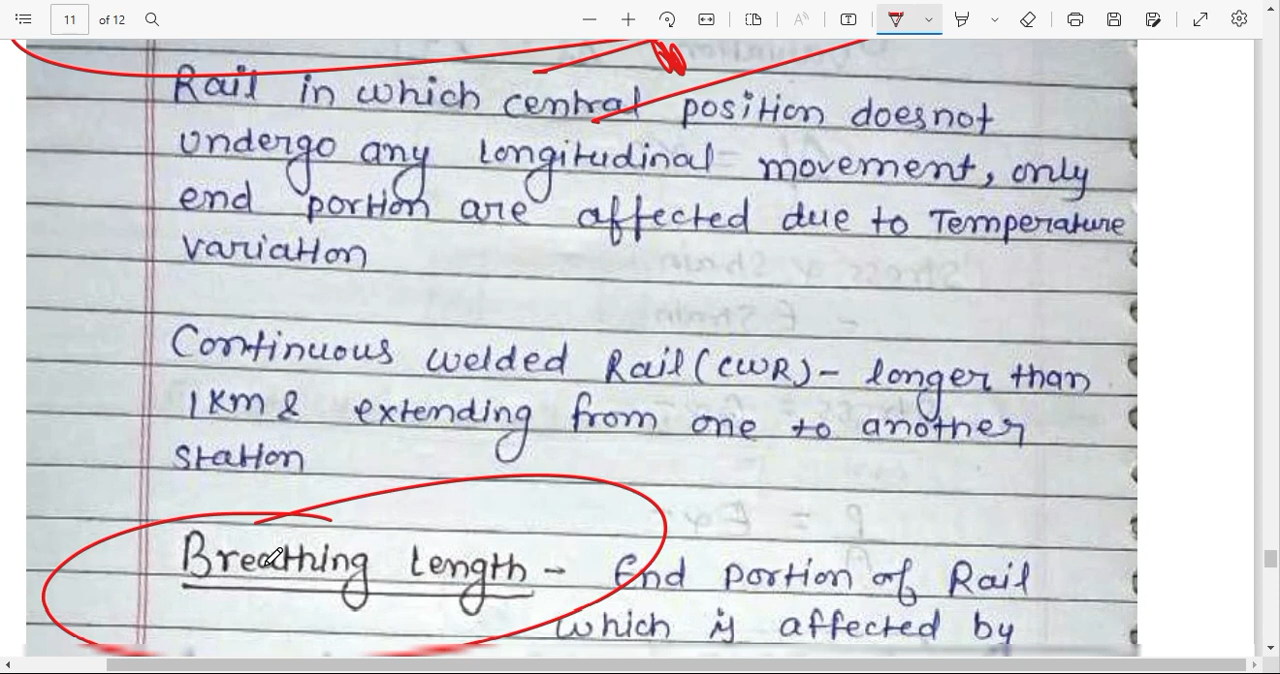 11 of 12
Rail in which central position doesnot
undergo any longitudinal movement, only
end portion are affected due to Temperature
variation
Continuous welded Rail (CWR) - longer than
1 Km & extending from one to another
station
Breathing Length - End portion of Rail
which is affected by